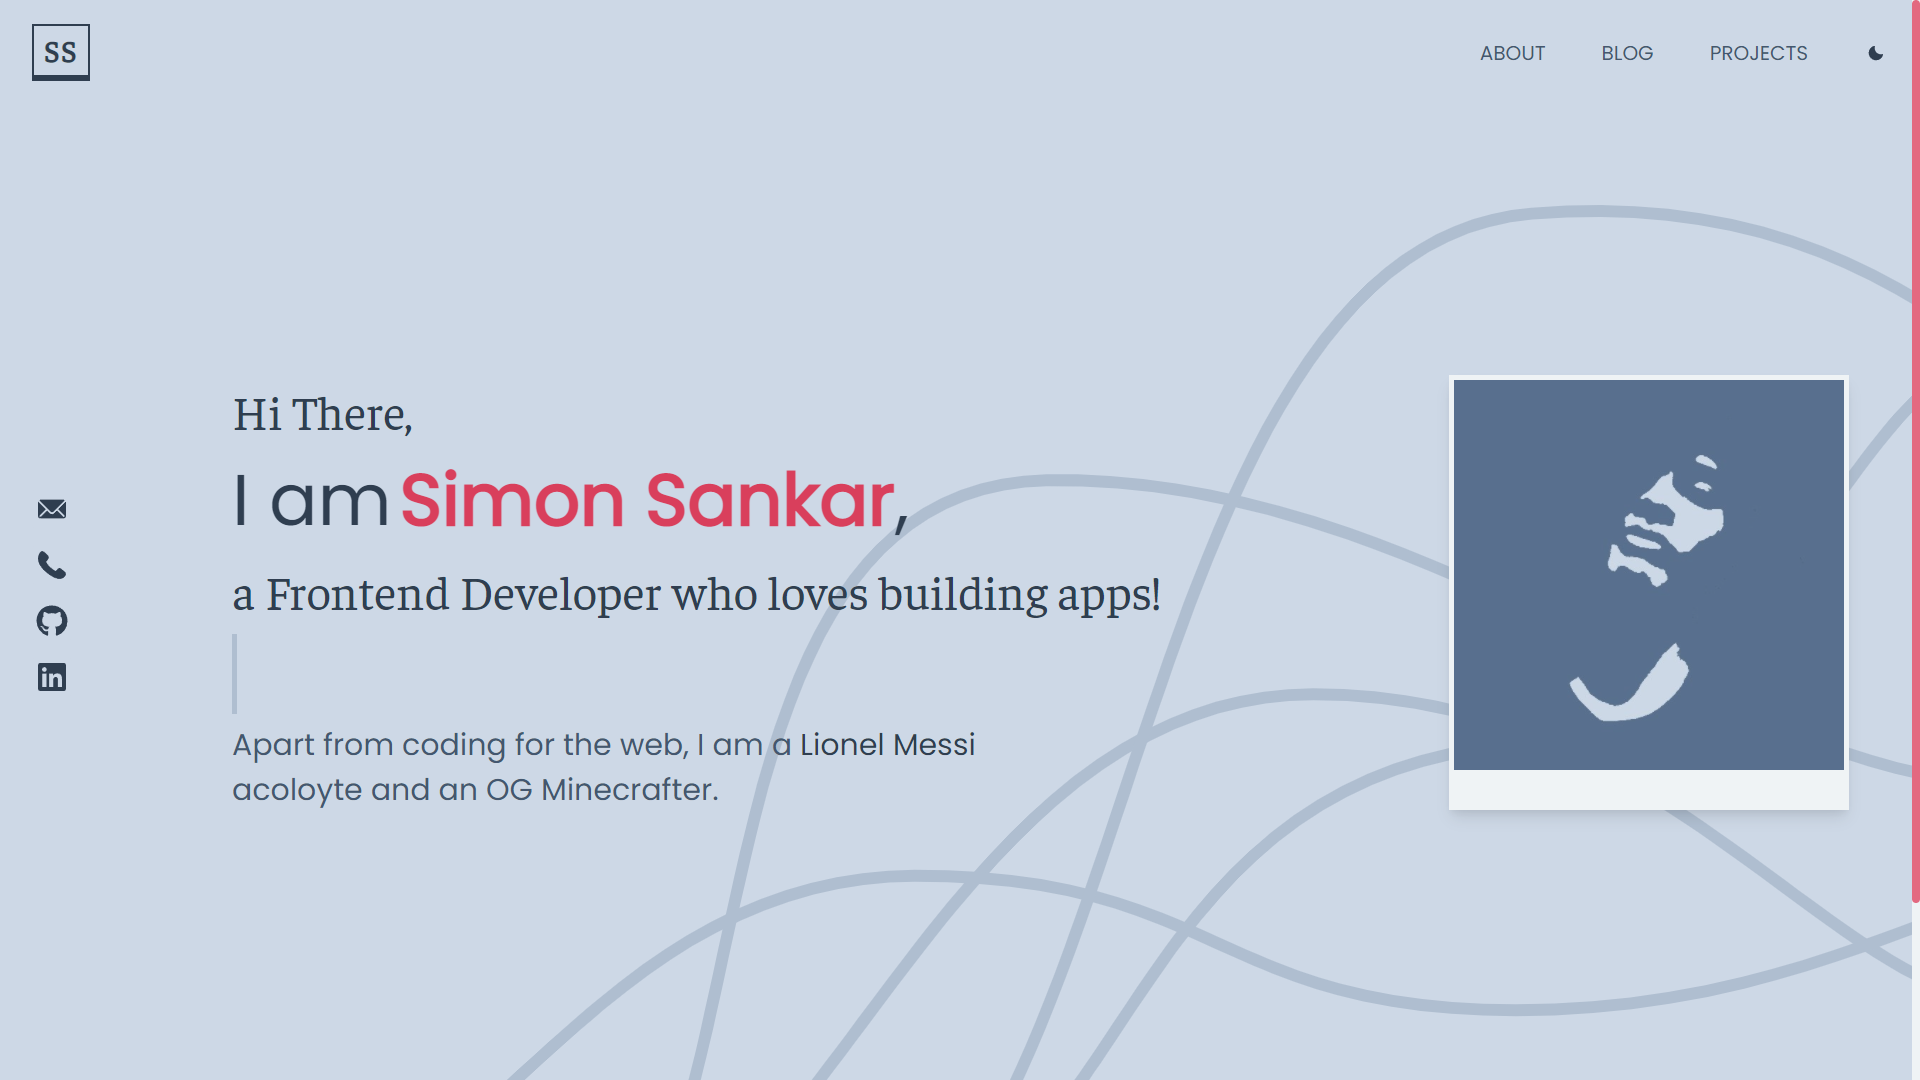 SS
ABOUT
BLOG
PROJECTS
Hi There,
I am Simon Sankar,
a Frontend Developer who loves building apps!
Apart from coding for the web, I am a Lionel Messi
acoloyte and an OG Minecrafter.
in